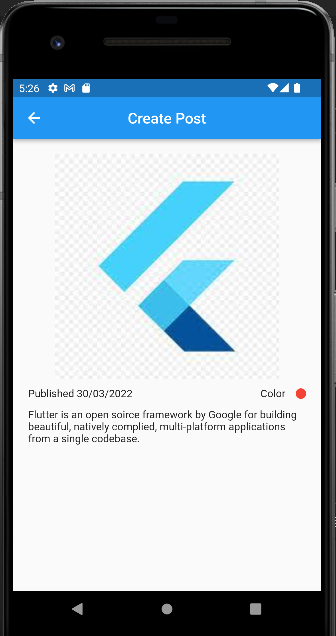 5:26
Create Post
Published 30/03/2022
Color
Flutter is an open soirce framework by Google for building
beautiful, natively complied, multi-platform applications
from a single codebase.